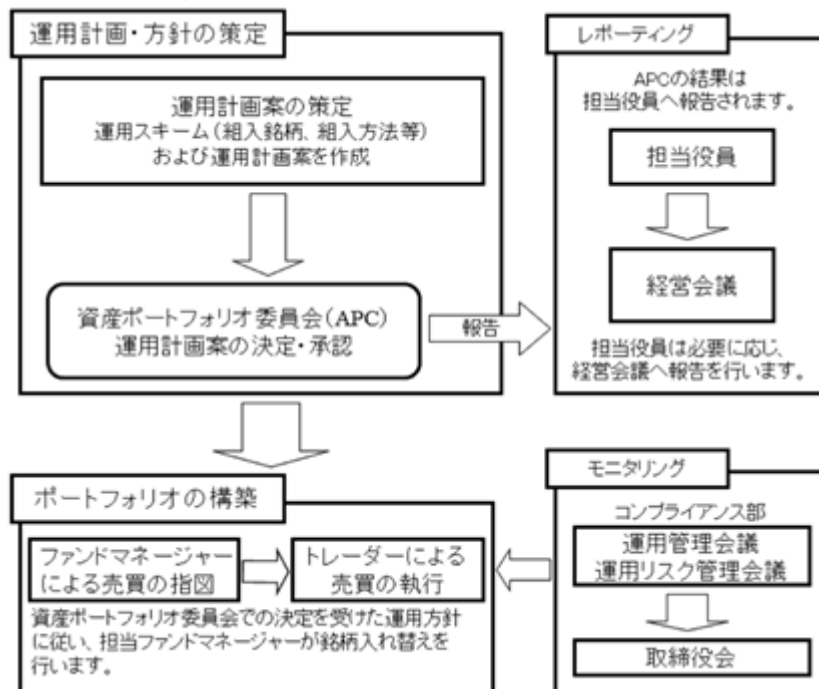 運用計画・方針の策定
運用計画案の策定
運用スキーム(組入銘柄、組入方法等)
および運用計画案を作成
資産ポートフォリオ委員会(APC)
運用計画案の決定・承認
報告
レポーティング
APCの結果は
担当役員へ報告されます。
担当役員
経営会議
担当役員は必要に応じ、
経営会議へ報告を行います。
ポートフォリオの構築
ファンドマネージャー
による売買の指図
トレーダーによる
売買の執行
資産ポートフォリオ委員会での決定を受けた運用方針
に従い、担当ファンドマネージャーが銘柄入れ替えを
行います。
モニタリング
コンプライアンス部
運用管理会議
運用リスク管理会議
取締役会